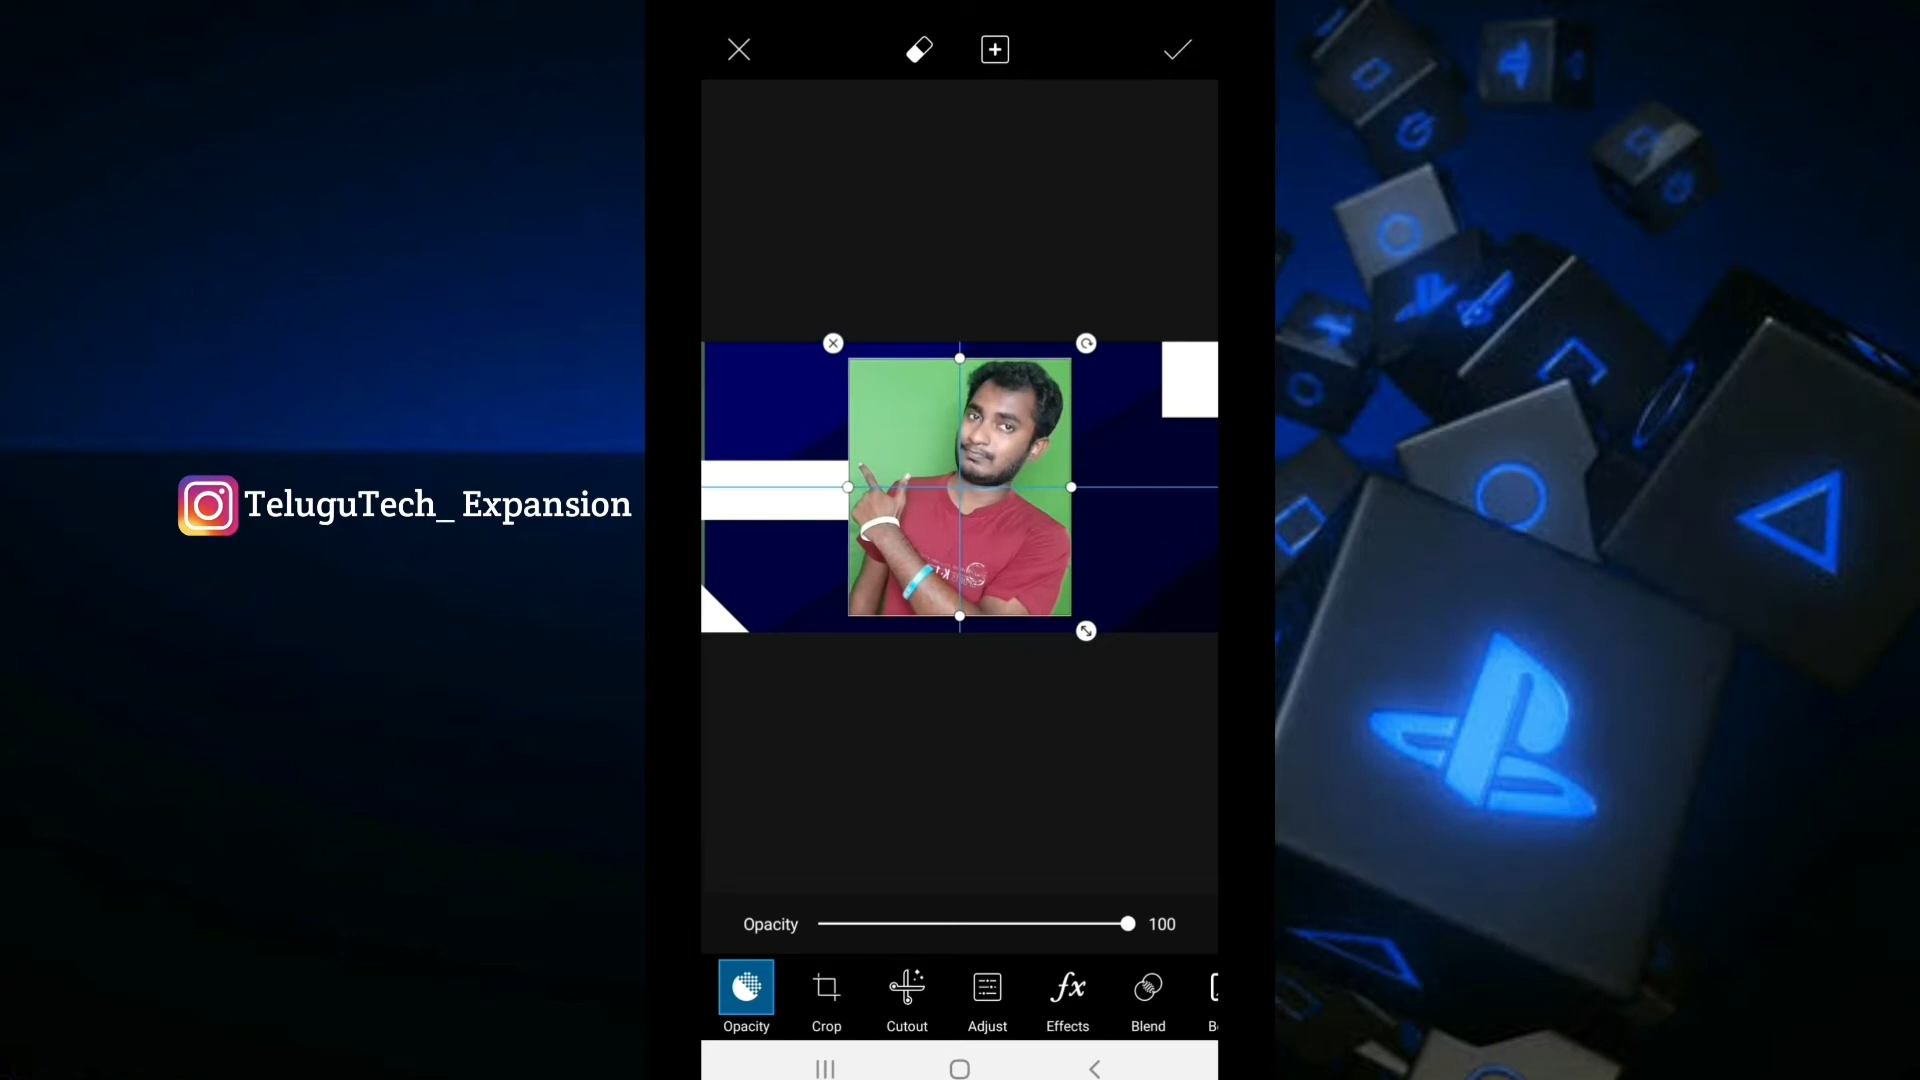 TeluguTech_ Expansion
Opacity 100
Opacity Crop Cutout Adjust Effects Blend